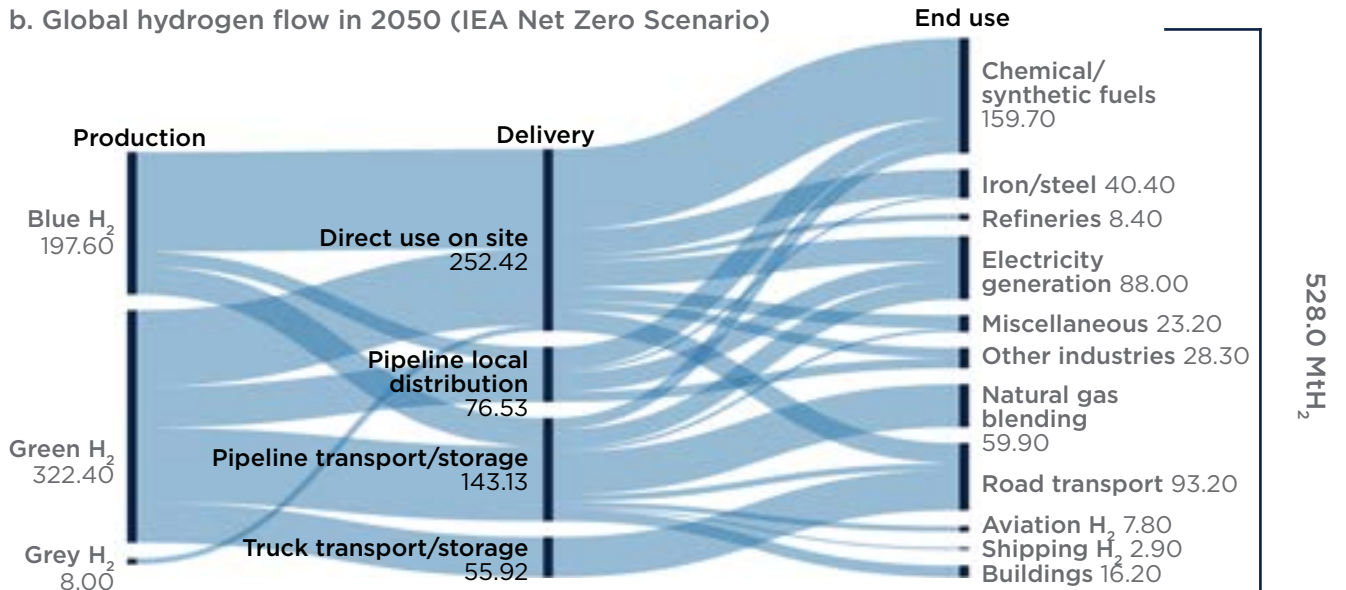 b. Global hydrogen flow in 2050 (IEA Net Zero Scenario)
Production
Delivery
End use
Blue H₂
197.60
Green H₂
322.40
Grey H₂
8.00
Direct use on site
252.42
Pipeline local
distribution
76.53
Pipeline transport/storage
143.13
Truck transport/storage
55.92
Chemical/
synthetic fuels
159.70
Iron/steel 40.40
Refineries 8.40
Electricity
generation 88.00
Miscellaneous 23.20
Other industries 28.30
Natural gas
blending
59.90
Road transport 93.20
Aviation H₂ 7.80
Shipping H₂ 2.90
Buildings 16.20
528.0 MtH₂